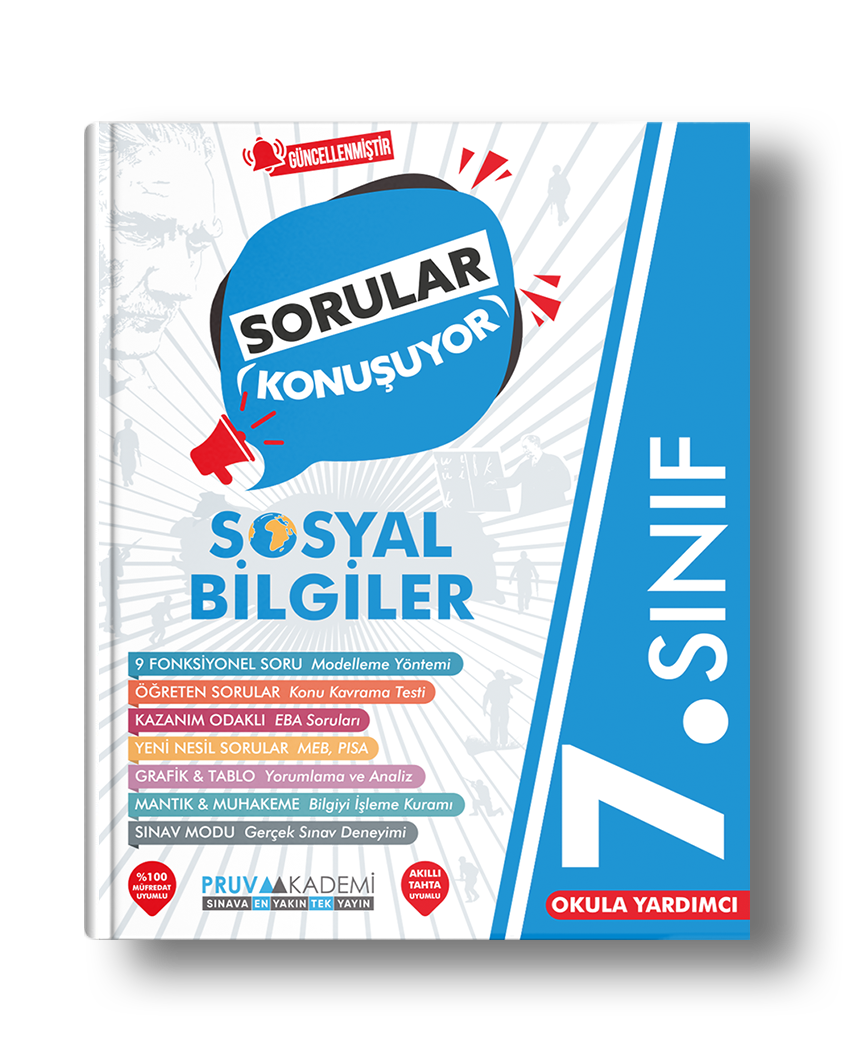 GÜNCELLENMİŞTİR
SORULAR
KONUŞUYOR
SOSYAL
BİLGİLER
9 FONKSİYONEL SORU Modelleme Yöntemi
ÖĞRETEN SORULAR Konu Kavrama Testi
KAZANIM ODAKLI EBA Soruları
YENİ NESİL SORULAR MEB, PISA
GRAFİK & TABLO Yorumlama ve Analiz
MANTIK & MUHAKEME Bilgiyi İşleme Kuramı
SINAV MODU Gerçek Sınav Deneyimi
%100
MÜFREDAT
UYUMLU
PRUVAAKADEMİ
SINAVA EN YAKIN TEK YAYIN
AKILLI
TAHTA
UYUMLU
7.SINIF
OKULA YARDIMCI